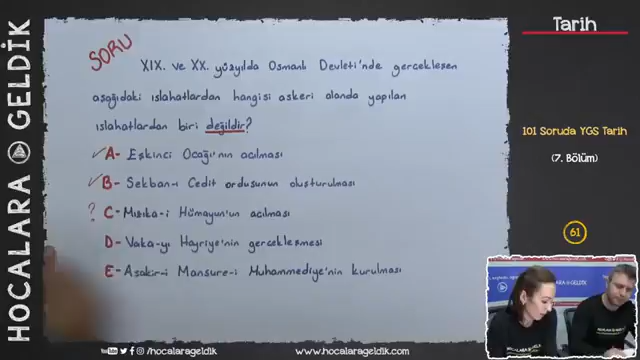 HOCALARA GELDİK
Tarih
SORU
XIX. ve XX. yüzyılda Osmanlı Devleti'nde gerçekleşen
aşağıdaki ıslahatlardan hangisi askeri alanda yapılan
ıslahatlardan biri değildir?
A- Eşkinci Ocağı'nın açılması
B- Sekban-ı Cedit ordusunun oluşturulması
? C- Mızıka-i Hümayun'un açılması
D- Vaka-yı Hayriye'nin gerçekleşmesi
E- Asakir-i Mansure-i Muhammediye'nin kurulması
101 Soruda YGS Tarih
(7. Bölüm)
61
/hocalarageldik
www.hocalarageldik.com